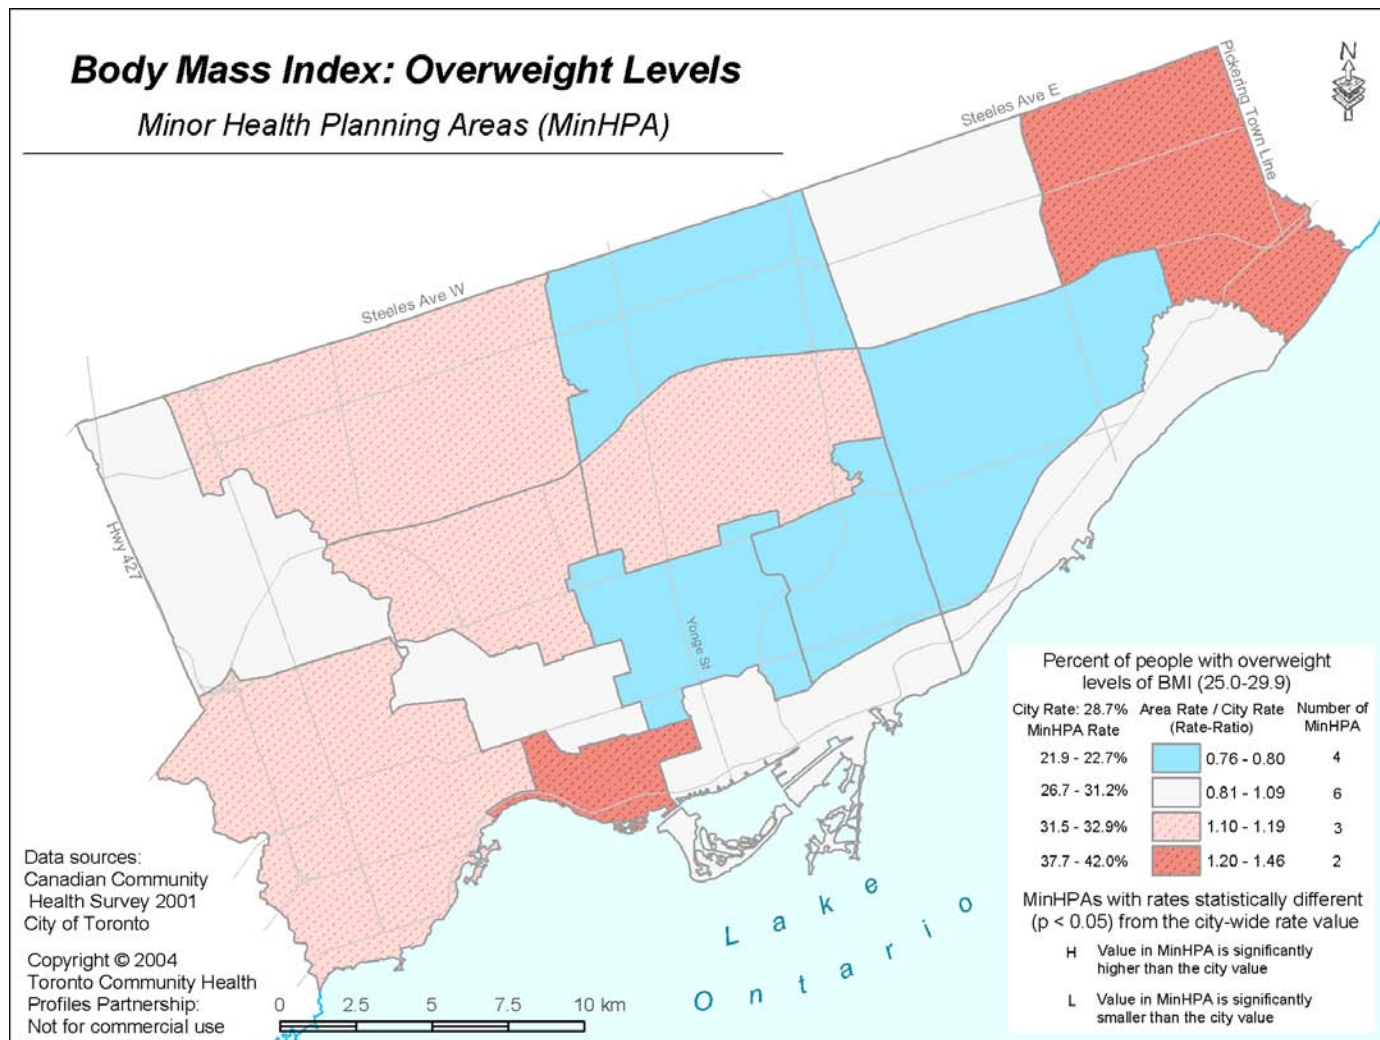 Body Mass Index: Overweight Levels
Minor Health Planning Areas (MinHPA)
N
Steeles Ave E
Pickering Town Line
Steeles Ave W
Hwy 427
Yonge St
Lake
Ontario
Percent of people with overweight
levels of BMI (25.0-29.9)
City Rate: 28.7% Area Rate / City Rate Number of
MinHPA Rate (Rate-Ratio) MinHPA
21.9 - 22.7% 0.76 - 0.80 4
26.7 - 31.2% 0.81 - 1.09 6
31.5 - 32.9% 1.10 - 1.19 3
37.7 - 42.0% 1.20 - 1.46 2
MinHPAs with rates statistically different
(p < 0.05) from the city-wide rate value
H Value in MinHPA is significantly
higher than the city value
L Value in MinHPA is significantly
smaller than the city value
Data sources:
Canadian Community
Health Survey 2001
City of Toronto
Copyright © 2004
Toronto Community Health
Profiles Partnership:
Not for commercial use
0 2.5 5 7.5 10 km